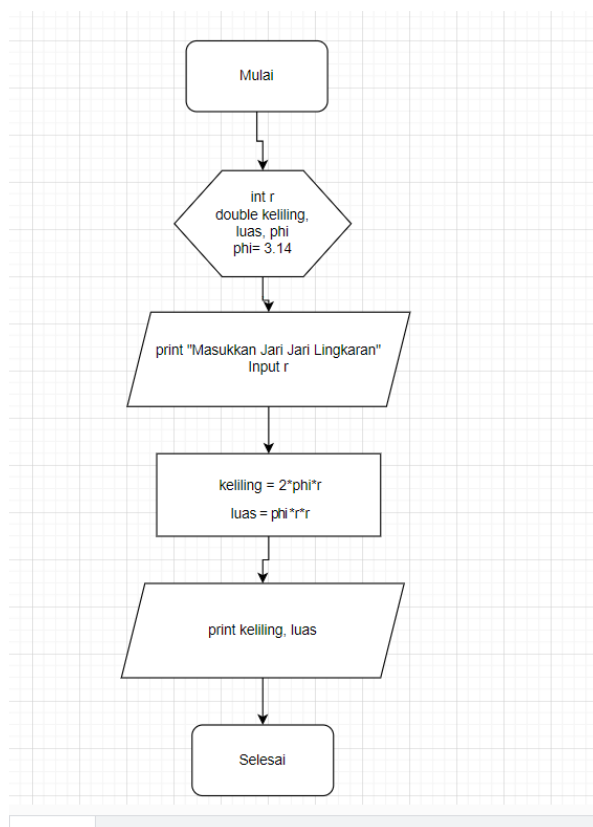 Mulai
int r
double keliling,
luas, phi
phi= 3.14
print "Masukkan Jari Jari Lingkaran"
Input r
keliling = 2*phi*r
luas = phi*r*r
print keliling, luas
Selesai